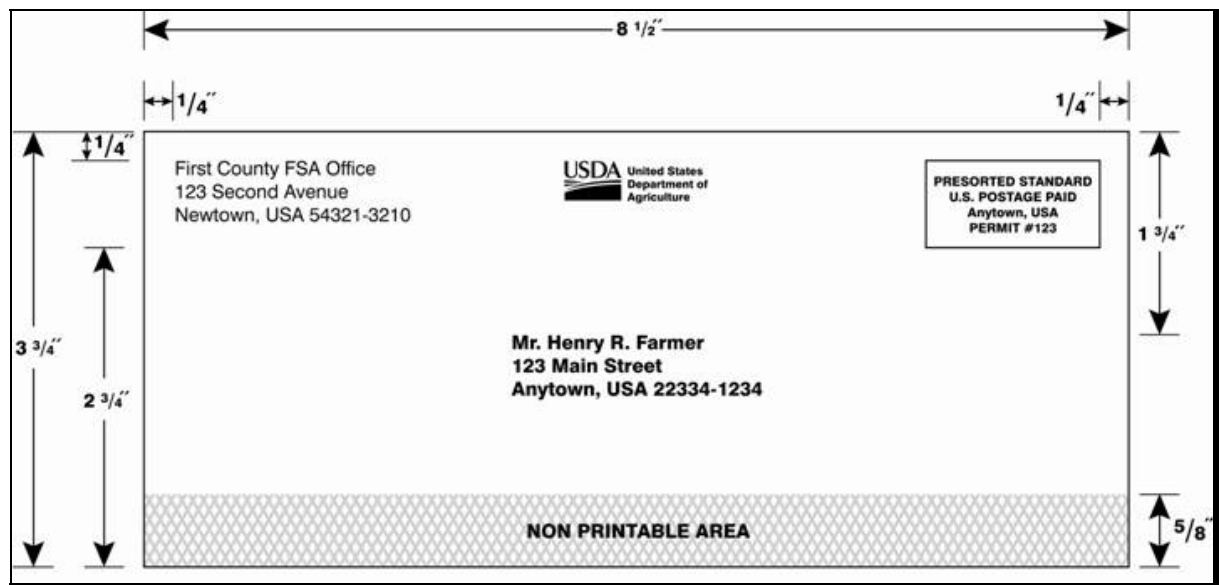 8 1/2″
1/4″
1/4″
1/4″
First County FSA Office
123 Second Avenue
Newtown, USA 54321-3210
USDA United States
Department of
Agriculture
PRESORTED STANDARD
U.S. POSTAGE PAID
Anytown, USA
PERMIT #123
1 3/4″
3 3/4″
2 3/4″
Mr. Henry R. Farmer
123 Main Street
Anytown, USA 22334-1234
NON PRINTABLE AREA
5/8″